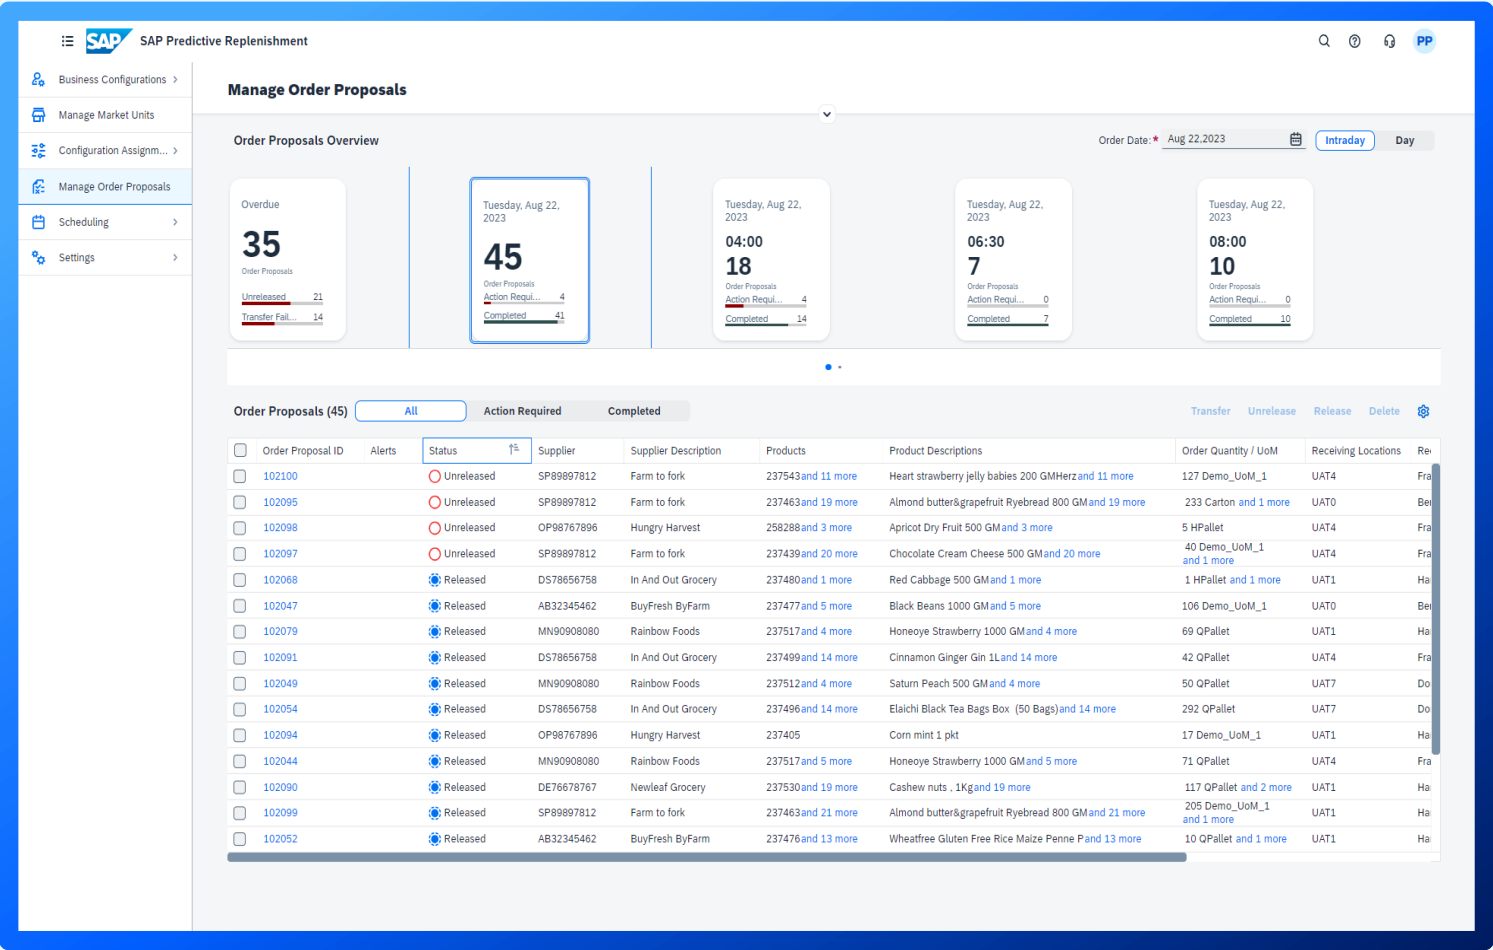 SAP SAP Predictive Replenishment PP
Business Configurations
Manage Market Units
Configuration Assignm...
Manage Order Proposals
Scheduling
Settings
Manage Order Proposals
Order Proposals Overview
Order Date:* Aug 22,2023 Intraday Day
Overdue
35
Order Proposals
Unreleased 21
Transfer Fail... 14
Tuesday, Aug 22,
2023
45
Order Proposals
Action Requi... 4
Completed 41
Tuesday, Aug 22,
2023
04:00
18
Order Proposals
Action Requi... 4
Completed 14
Tuesday, Aug 22,
2023
06:30
7
Order Proposals
Action Requi... 0
Completed 7
Tuesday, Aug 22,
2023
08:00
10
Order Proposals
Action Requi... 0
Completed 10
Order Proposals (45) All Action Required Completed Transfer Unrelease Release Delete
Order Proposal ID Alerts Status Supplier Supplier Description Products Product Descriptions Order Quantity / UoM Receiving Locations Re
102100 Unreleased SP89897812 Farm to fork 237543and 11 more Heart strawberry jelly babies 200 GMHerzand 11 more 127 Demo_UoM_1 UAT4 Fra
102095 Unreleased SP89897812 Farm to fork 237463and 19 more Almond butter&grapefruit Ryebread 800 GMand 19 more 233 Carton and 1 more UAT0 Ber
102098 Unreleased OP98767896 Hungry Harvest 258288and 3 more Apricot Dry Fruit 500 GMand 3 more 5 HPallet UAT4 Fra
102097 Unreleased SP89897812 Farm to fork 237439and 20 more Chocolate Cream Cheese 500 GMand 20 more 40 Demo_UoM_1 and 1 more UAT4 Fra
102068 Released DS78656758 In And Out Grocery 237480and 1 more Red Cabbage 500 GMand 1 more 1 HPallet and 1 more UAT1 Ha
102047 Released AB32345462 BuyFresh ByFarm 237477and 5 more Black Beans 1000 GMand 5 more 106 Demo_UoM_1 UAT0 Ber
102079 Released MN90908080 Rainbow Foods 237517and 4 more Honeoye Strawberry 1000 GMand 4 more 69 QPallet UAT1 Ha
102091 Released DS78656758 In And Out Grocery 237499and 14 more Cinnamon Ginger Gin 1Land 14 more 42 QPallet UAT4 Fra
102049 Released MN90908080 Rainbow Foods 237512and 4 more Saturn Peach 500 GMand 4 more 50 QPallet UAT7 Do
102054 Released DS78656758 In And Out Grocery 237496and 14 more Elaichi Black Tea Bags Box (50 Bags)and 14 more 292 QPallet UAT7 Do
102094 Released OP98767896 Hungry Harvest 237405 Corn mint 1 pkt 17 Demo_UoM_1 UAT1 Ha
102044 Released MN90908080 Rainbow Foods 237517and 5 more Honeoye Strawberry 1000 GMand 5 more 71 QPallet UAT4 Fra
102090 Released DE76678767 Newleaf Grocery 237530and 19 more Cashew nuts , 1Kgand 19 more 117 QPallet and 2 more UAT1 Ha
102099 Released SP89897812 Farm to fork 237463and 21 more Almond butter&grapefruit Ryebread 800 GMand 21 more 205 Demo_UoM_1 and 1 more UAT1 Ha
102052 Released AB32345462 BuyFresh ByFarm 237476and 13 more Wheatfree Gluten Free Rice Maize Penne Pand 13 more 10 QPallet and 1 more UAT1 Ha